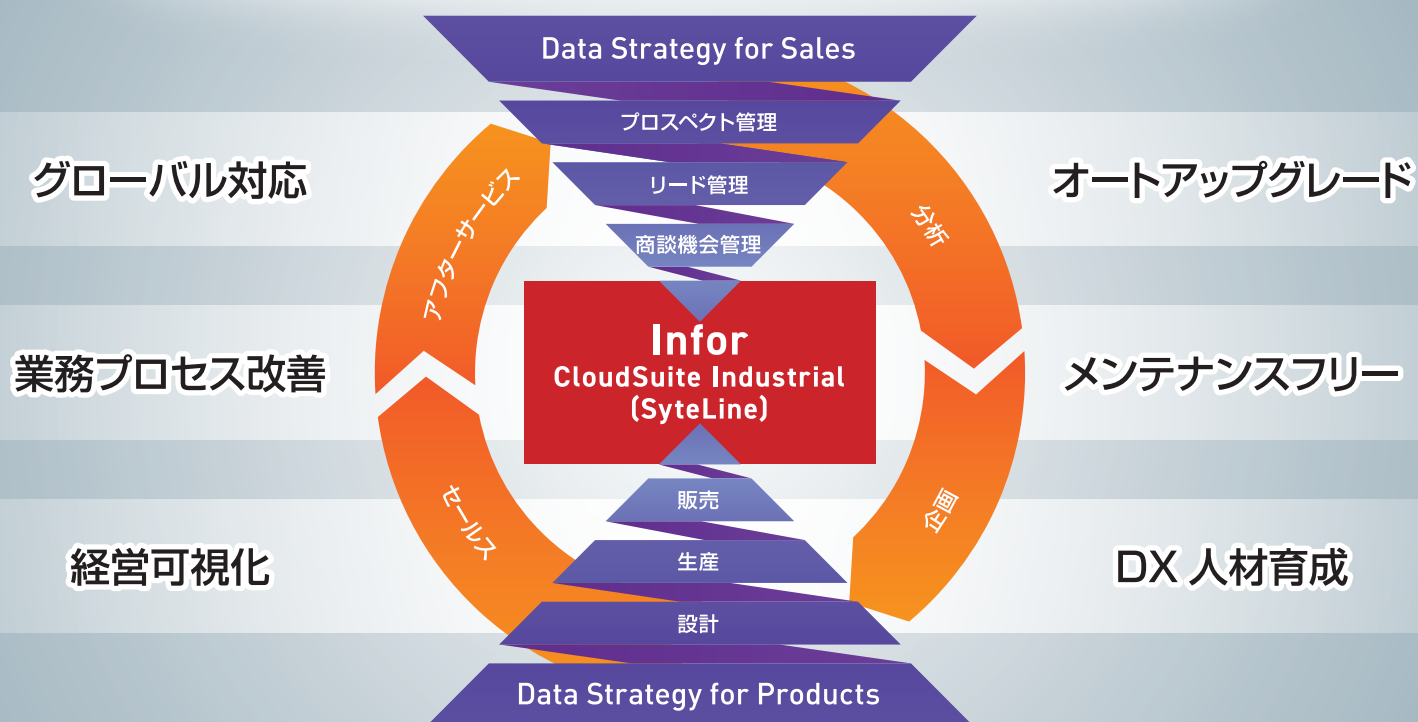 Data Strategy for Sales
プロスペクト管理
リード管理
商談機会管理
Infor
CloudSuite Industrial
(SyteLine)
販売
生産
設計
Data Strategy for Products
分析
企画
セールス
アフターサービス
グローバル対応
業務プロセス改善
経営可視化
オートアップグレード
メンテナンスフリー
DX 人材育成